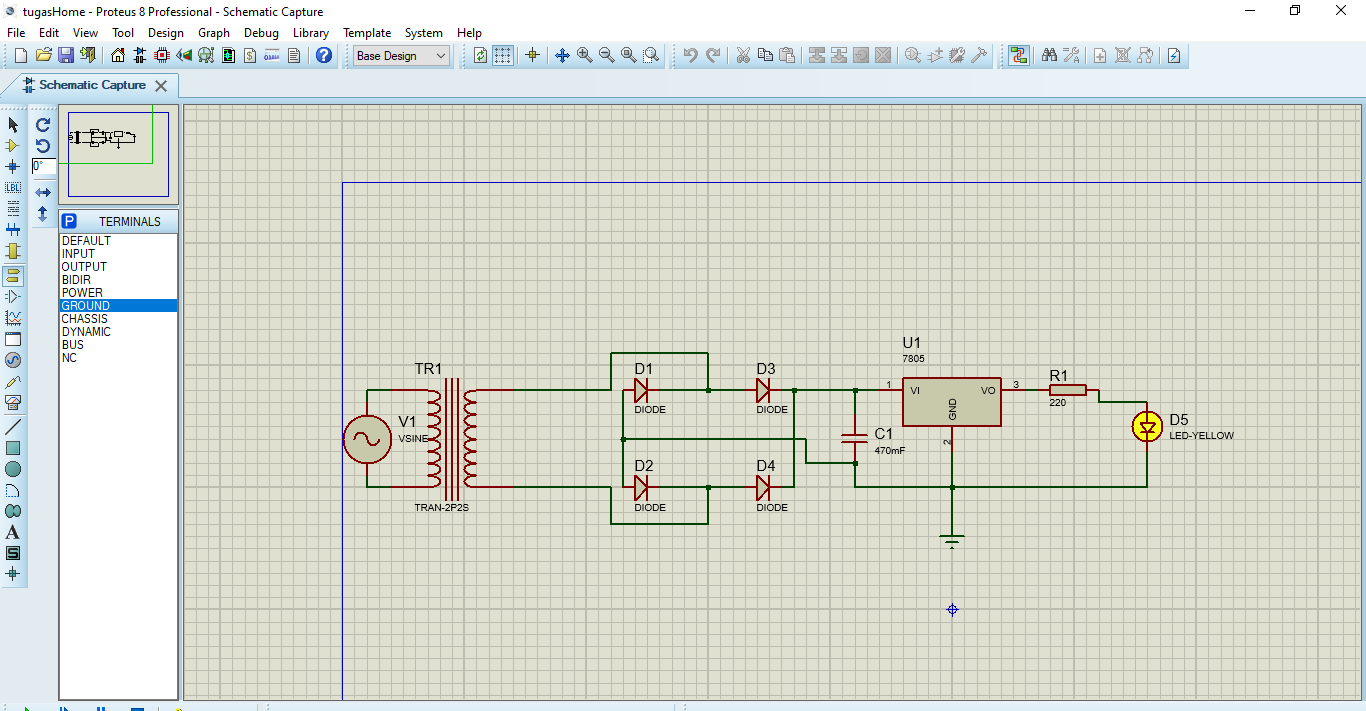 tugasHome - Proteus 8 Professional - Schematic Capture
File Edit View Tool Design Graph Debug Library Template System Help
$ ? Base Design
Schematic Capture
0°
LBL
P TERMINALS
DEFAULT
INPUT
OUTPUT
BIDIR
POWER
GROUND
CHASSIS
DYNAMIC
BUS
NC
A
S
TR1
V1
VSINE
TRAN-2P2S
D1
DIODE
D3
DIODE
D2
DIODE
D4
DIODE
C1
470mF
U1
7805
1 VI VO 3
GND
2
R1
220
D5
LED-YELLOW